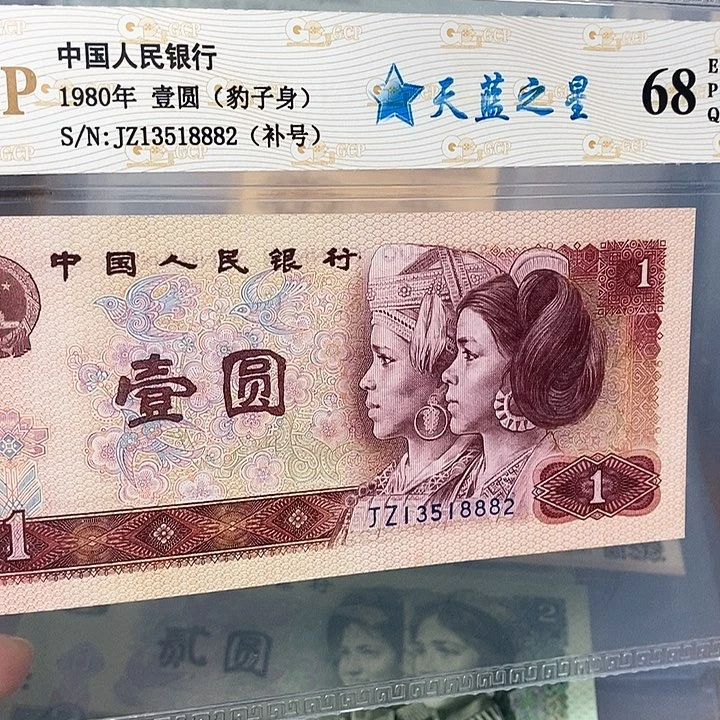 中国人民银行
P
1980年 壹圆（豹子身）
S/N:JZ13518882（补号）
天蓝之星
68
E
P
Q
中国人民银行
1
壹圆
JZ13518882
1
1
贰圆
2